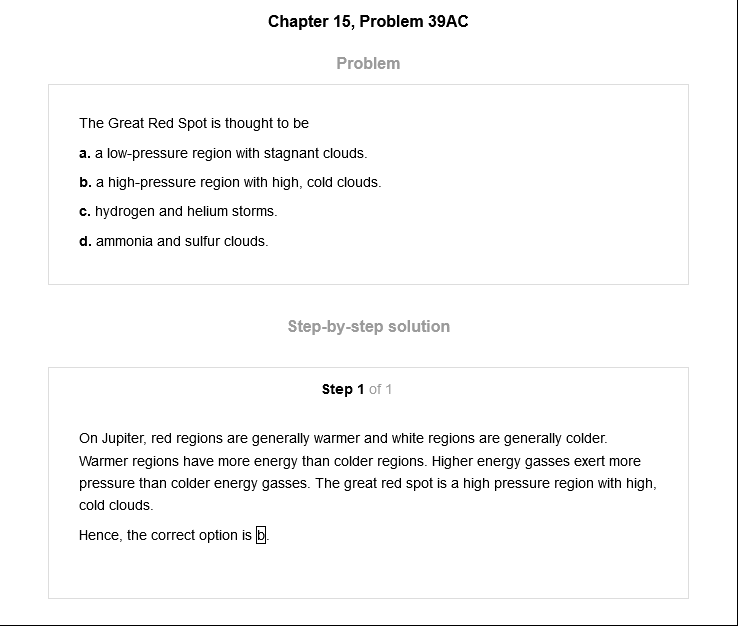 Chapter 15, Problem 39AC
Problem
The Great Red Spot is thought to be
a. a low-pressure region with stagnant clouds.
b. a high-pressure region with high, cold clouds.
c. hydrogen and helium storms.
d. ammonia and sulfur clouds.
Step-by-step solution
Step 1 of 1
On Jupiter, red regions are generally warmer and white regions are generally colder.
Warmer regions have more energy than colder regions. Higher energy gasses exert more
pressure than colder energy gasses. The great red spot is a high pressure region with high,
cold clouds.
Hence, the correct option is b.